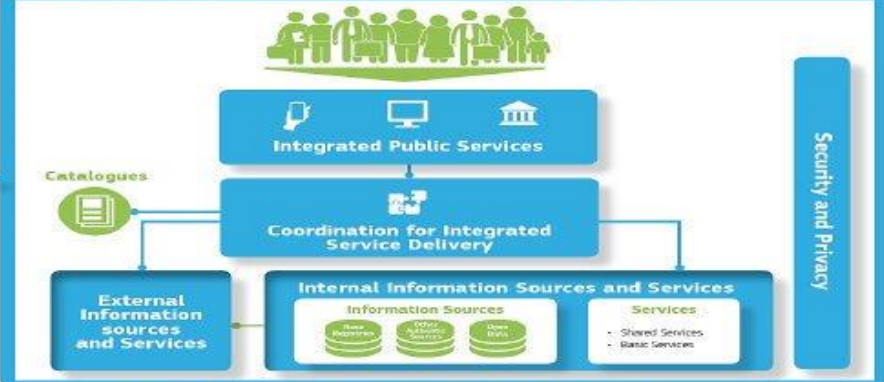 Integrated Public Services
Catalogues
Coordination for Integrated
Service Delivery
Security and Privacy
External
Information
sources
and Services
Internal Information Sources and Services
Information Sources
Base
Registries
Other
Authentic
Sources
Open
Data
Services
- Shared Services
- Basic Services